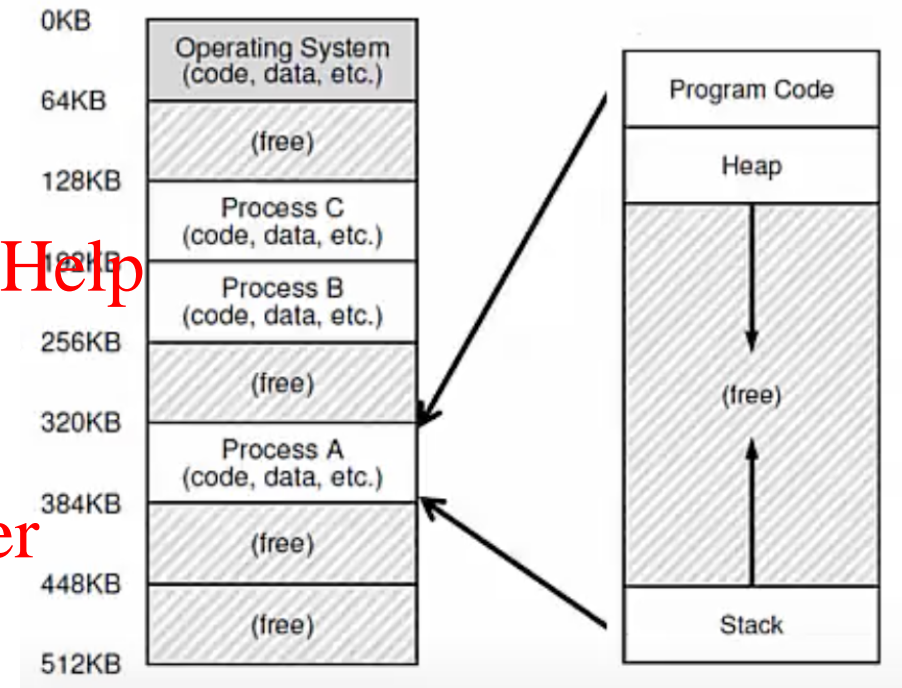 0KB
Operating System
(code, data, etc.)
64KB
(free)
128KB
Process C
(code, data, etc.)
192KB
Help
Process B
(code, data, etc.)
256KB
(free)
320KB
Process A
(code, data, etc.)
384KB
er
(free)
448KB
(free)
512KB
Program Code
Heap
(free)
Stack